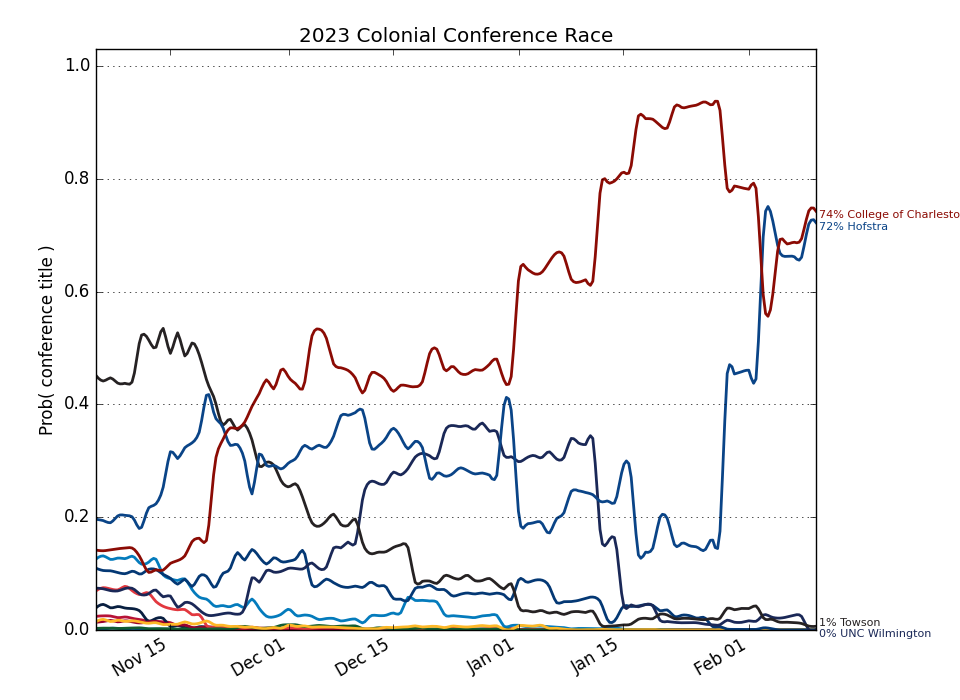 2023 Colonial Conference Race
Prob( conference title )
1.0
0.8
0.6
0.4
0.2
0.0
74% College of Charlesto
72% Hofstra
1% Towson
0% UNC Wilmington
Nov 15
Dec 01
Dec 15
Jan 01
Jan 15
Feb 01